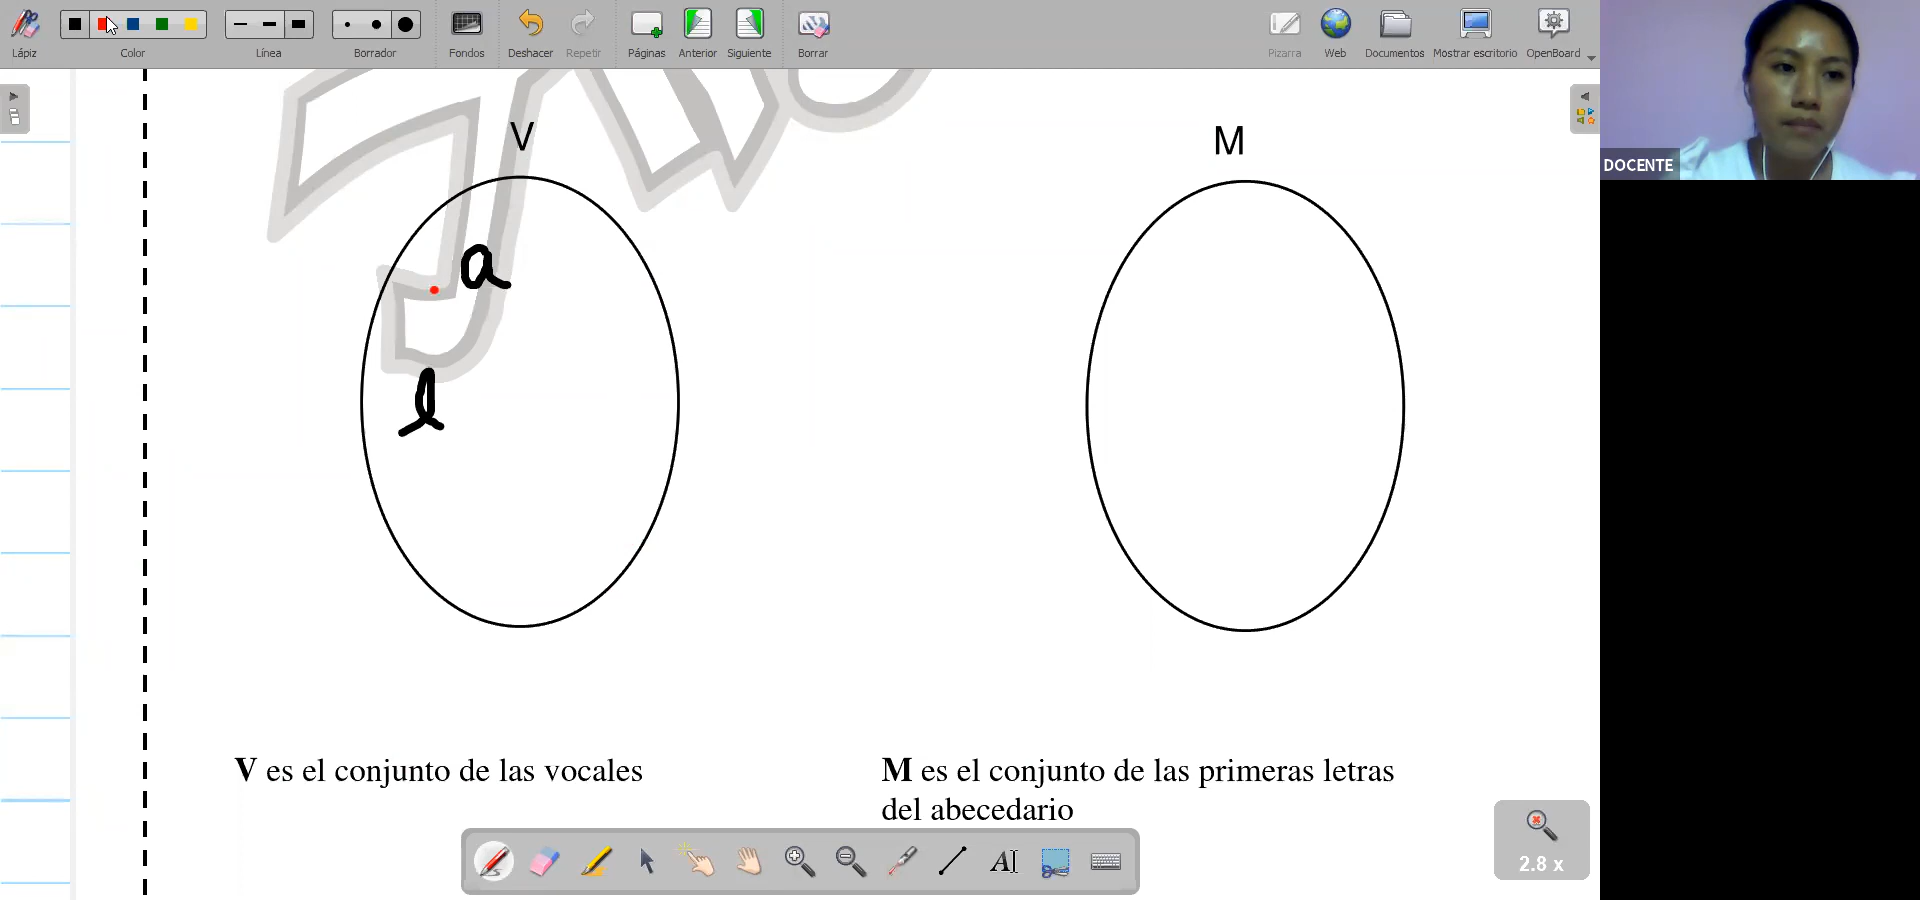 Lápiz Color Línea Borrador Fondos Deshacer Repetir Páginas Anterior Siguiente Borrar Pizarra Web Documentos Mostrar escritorio OpenBoard
DOCENTE
V M
a
e
V es el conjunto de las vocales
M es el conjunto de las primeras letras
del abecedario
2.8 x